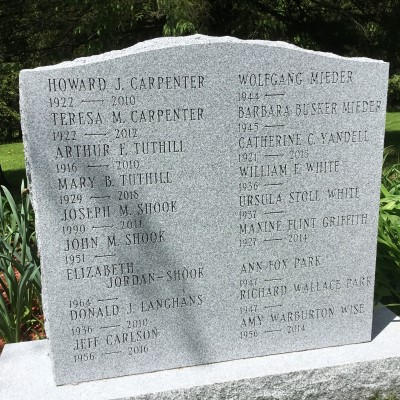 HOWARD J. CARPENTER
1922 — 2010
TERESA M. CARPENTER
1922 — 2012
ARTHUR F. TUTHILL
1916 — 2010
MARY B. TUTHILL
1929 — 2018
JOSEPH M. SHOOK
1990 — 2011
JOHN M. SHOOK
1951 —
ELIZABETH
JORDAN-SHOOK
1964 —
DONALD J. LANGHANS
1936 — 2010
JEFF CARLSON
1956 — 2016
WOLFGANG MIEDER
1944 —
BARBARA BUSKER MIEDER
1945 —
CATHERINE C. YANDELL
1921 — 2015
WILLIAM F. WHITE
1936 —
URSULA STOLL WHITE
1937 —
MAXINE FLINT GRIFFITH
1927 — 2014
ANN FOX PARK
1947 —
RICHARD WALLACE PARK
1947 —
AMY WARBURTON WISE
1956 — 2014